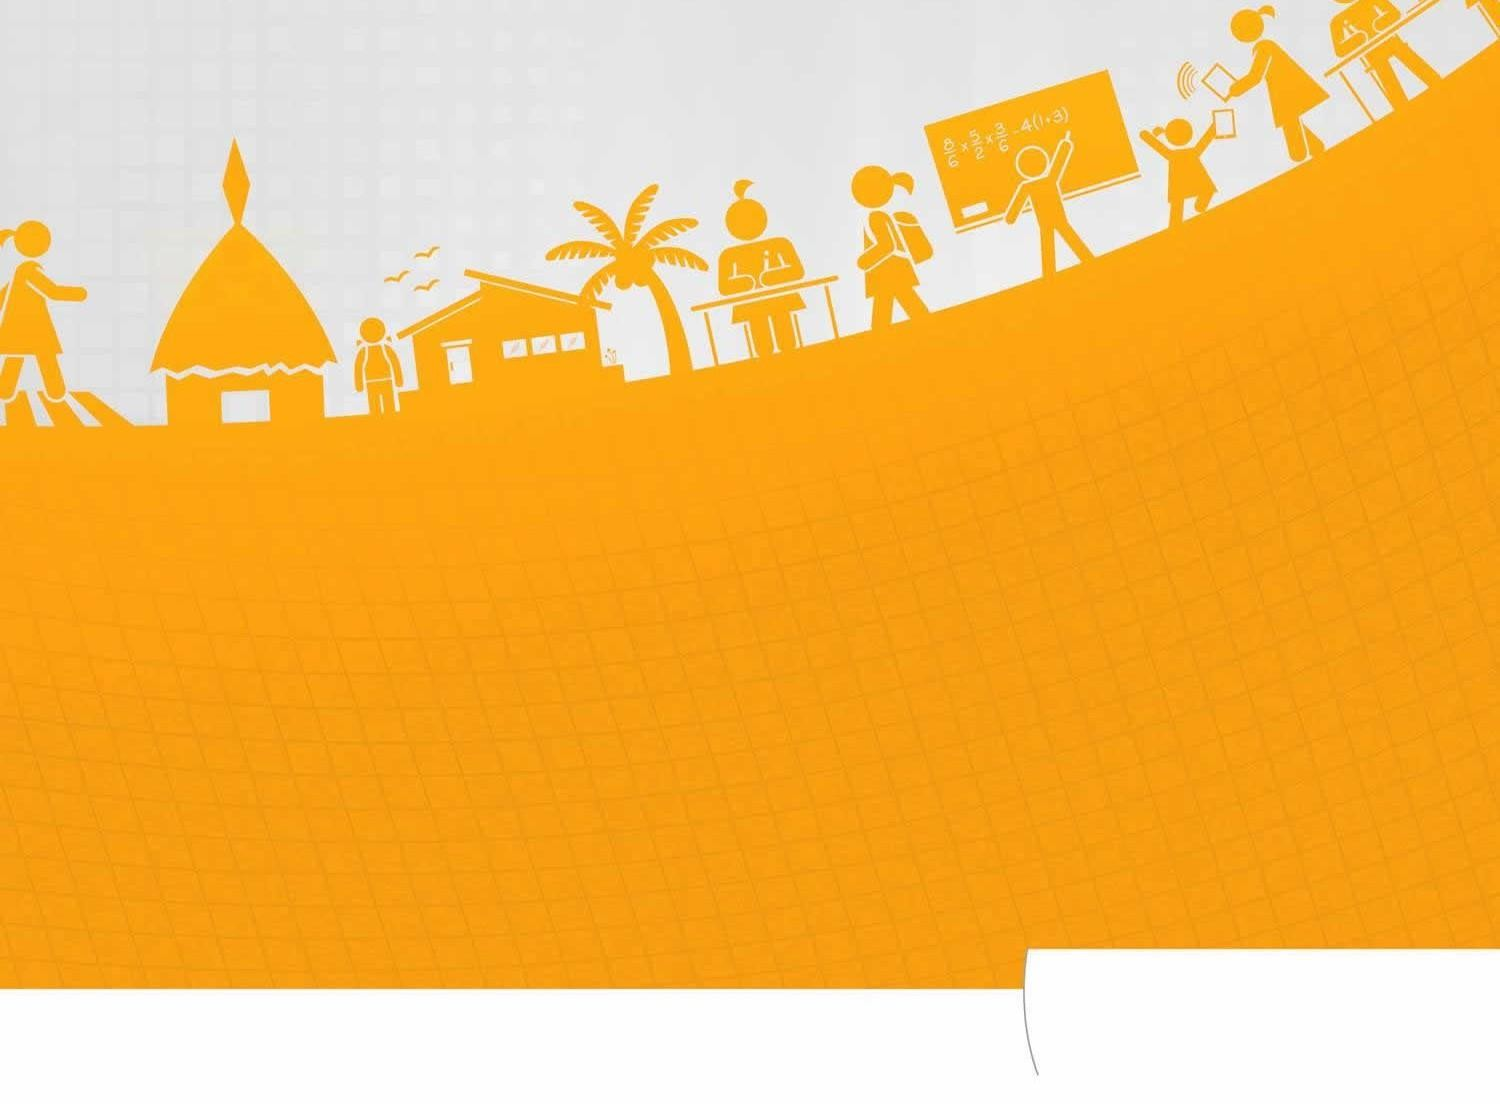 8/6 x 5/2 x 3/6 - 4(1+3)